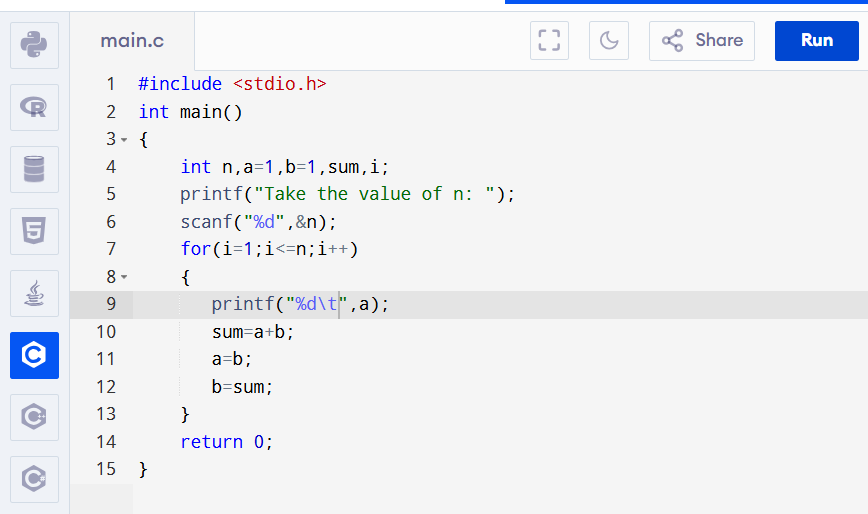 main.c
Share
Run
1 #include <stdio.h>
2 int main()
3 {
4 int n,a=1,b=1,sum,i;
5 printf("Take the value of n: ");
6 scanf("%d",&n);
7 for(i=1;i<=n;i++)
8 {
9 printf("%d\t",a);
10 sum=a+b;
11 a=b;
12 b=sum;
13 }
14 return 0;
15 }